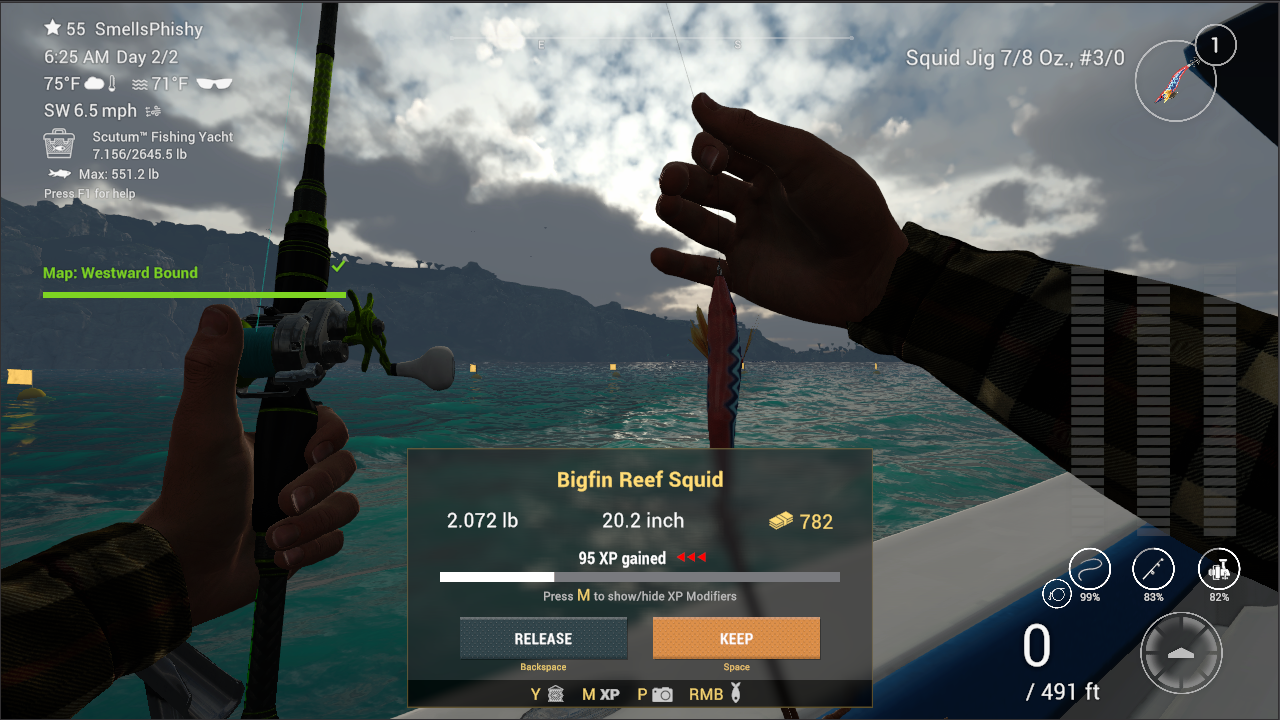 55 SmellsPhishy
6:25 AM Day 2/2
75°F 71°F
SW 6.5 mph
Scutum™ Fishing Yacht
7.156/2645.5 lb
Max: 551.2 lb
Press F1 for help
Map: Westward Bound
E S
Squid Jig 7/8 Oz., #3/0
1
Bigfin Reef Squid
2.072 lb 20.2 inch 782
95 XP gained
Press M to show/hide XP Modifiers
RELEASE KEEP
Backspace Space
Y M XP P RMB
99% 83% 82%
0
/ 491 ft